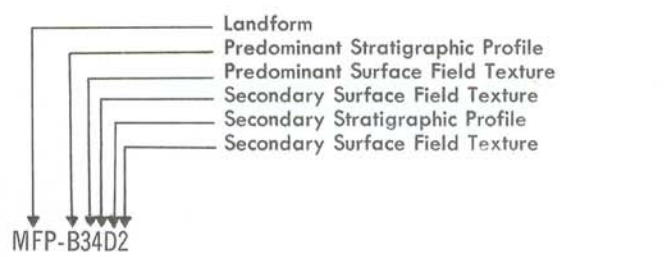 Landform
Predominant Stratigraphic Profile
Predominant Surface Field Texture
Secondary Surface Field Texture
Secondary Stratigraphic Profile
Secondary Surface Field Texture
MFP-B34D2